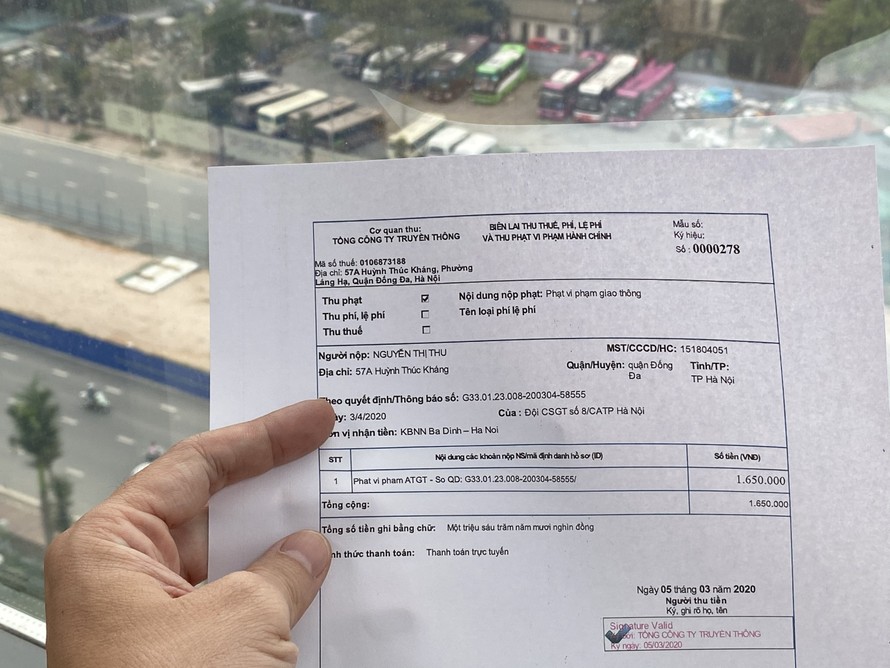 Cơ quan thu:
TỔNG CÔNG TY TRUYỀN THÔNG
BIÊN LAI THU THUẾ, PHÍ, LỆ PHÍ
VÀ THU PHẠT VI PHẠM HÀNH CHÍNH
Mẫu số:
Ký hiệu:
Số : 0000278
Mã số thuế: 0106873188
Địa chỉ: 57A Huỳnh Thúc Kháng, Phường
Láng Hạ, Quận Đống Đa, Hà Nội
Thu phạt
Nội dung nộp phạt: Phạt vi phạm giao thông
Thu phí, lệ phí
Tên loại phí lệ phí
Thu thuế
Người nộp: NGUYỄN THỊ THU
MST/CCCD/HC: 151804051
Địa chỉ: 57A Huỳnh Thúc Kháng
Quận/Huyện: quận Đống Đa
Tỉnh/TP: TP Hà Nội
heo quyết định/Thông báo số: G33.01.23.008-200304-58555
ày: 3/4/2020
Của : Đội CSGT số 8/CATP Hà Nội
ơn vị nhận tiền: KBNN Ba Dinh – Ha Noi
STT
Nội dung các khoản nộp NS/mã định danh hồ sơ (ID)
Số tiền (VNĐ)
1
Phat vi pham ATGT - So QD: G33.01.23.008-200304-58555/
1.650.000
Tổng cộng:
1.650.000
Tổng số tiền ghi bằng chữ: Một triệu sáu trăm năm mươi nghìn đồng
nh thức thanh toán: Thanh toán trực tuyến
Ngày 05 tháng 03 năm 2020
Người thu tiền
Ký, ghi rõ họ, tên
Signature Valid
bởi: TỔNG CÔNG TY TRUYỀN THÔNG
Ký ngày: 05/03/2020